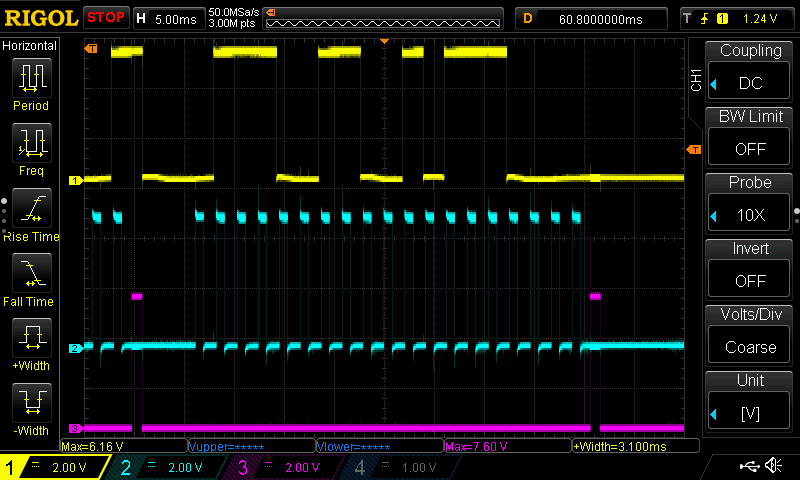 RIGOL STOP H 5.00ms 50.0MSa/s 3.00M pts D 60.8000000ms T 1 1.24 V
Horizontal
Period
Freq
Rise Time
Fall Time
+Width
-Width
T
1
2
3
T
CH1
Coupling
DC
BW Limit
OFF
Probe
10X
Invert
OFF
Volts/Div
Coarse
Unit
[V]
Max=6.16 V Vupper=***** Vlower=***** Max=7.60 V +Width=3.100ms
1 2.00 V 2 2.00 V 3 2.00 V 4 1.00 V